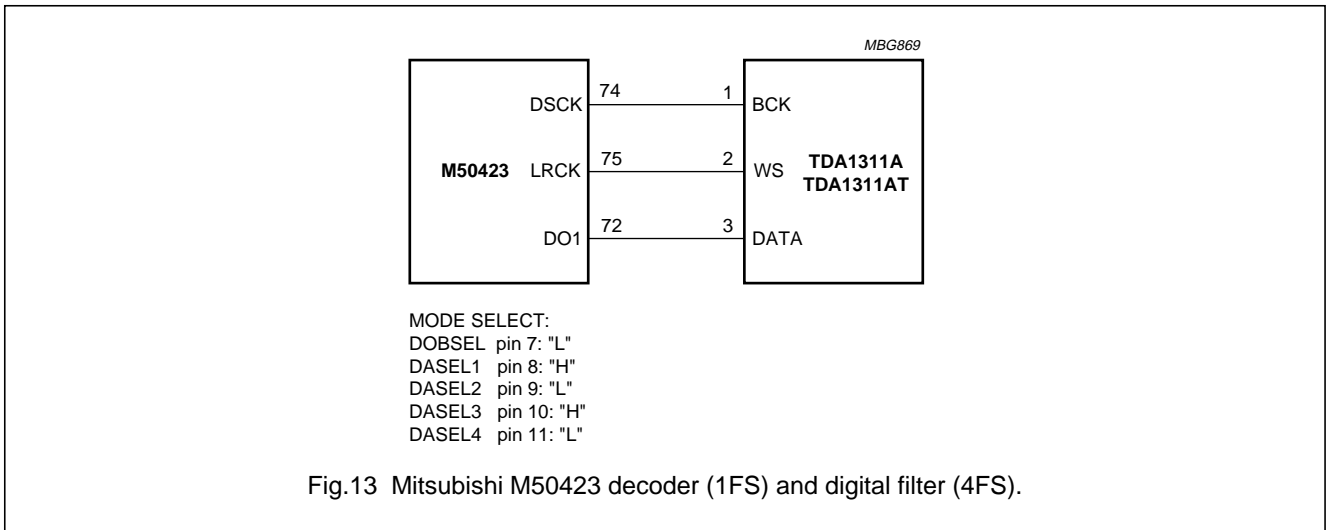 MBG869
DSCK 74 1 BCK
M50423 LRCK 75 2 WS TDA1311A
TDA1311AT
DO1 72 3 DATA
MODE SELECT:
DOBSEL pin 7: "L"
DASEL1 pin 8: "H"
DASEL2 pin 9: "L"
DASEL3 pin 10: "H"
DASEL4 pin 11: "L"
Fig.13 Mitsubishi M50423 decoder (1FS) and digital filter (4FS).